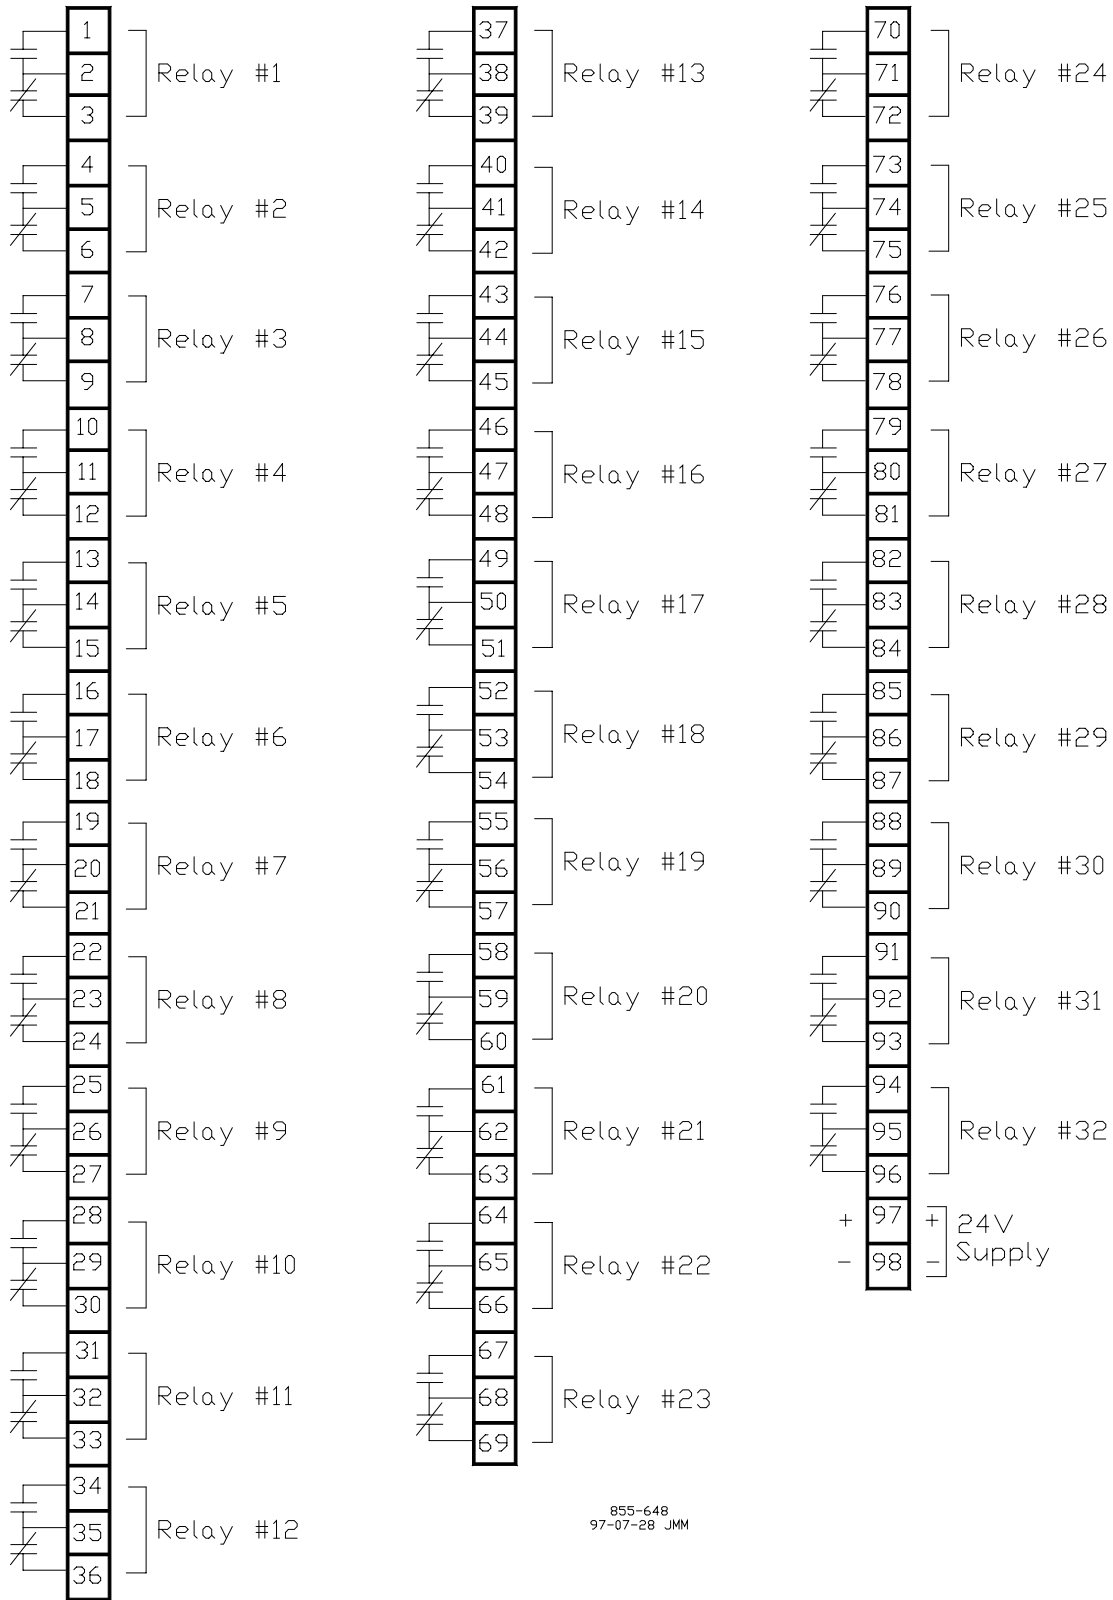 1
2 Relay #1
3
4
5 Relay #2
6
7
8 Relay #3
9
10
11 Relay #4
12
13
14 Relay #5
15
16
17 Relay #6
18
19
20 Relay #7
21
22
23 Relay #8
24
25
26 Relay #9
27
28
29 Relay #10
30
31
32 Relay #11
33
34
35 Relay #12
36
37
38 Relay #13
39
40
41 Relay #14
42
43
44 Relay #15
45
46
47 Relay #16
48
49
50 Relay #17
51
52
53 Relay #18
54
55
56 Relay #19
57
58
59 Relay #20
60
61
62 Relay #21
63
64
65 Relay #22
66
67
68 Relay #23
69
70
71 Relay #24
72
73
74 Relay #25
75
76
77 Relay #26
78
79
80 Relay #27
81
82
83 Relay #28
84
85
86 Relay #29
87
88
89 Relay #30
90
91
92 Relay #31
93
94
95 Relay #32
96
+ 97 + 24V
- 98 - Supply
855-648
97-07-28 JMM